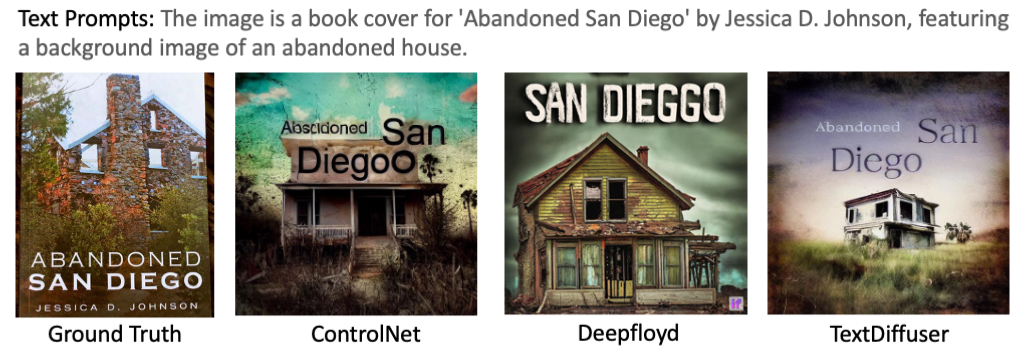 Text Prompts: The image is a book cover for 'Abandoned San Diego' by Jessica D. Johnson, featuring
a background image of an abandoned house.
ABANDONED
SAN DIEGO
JESSICA D. JOHNSON
Abscidoned San
Diegoo
SAN DIEGGO
if
Abandoned San
Diego
Ground Truth
ControlNet
Deepfloyd
TextDiffuser